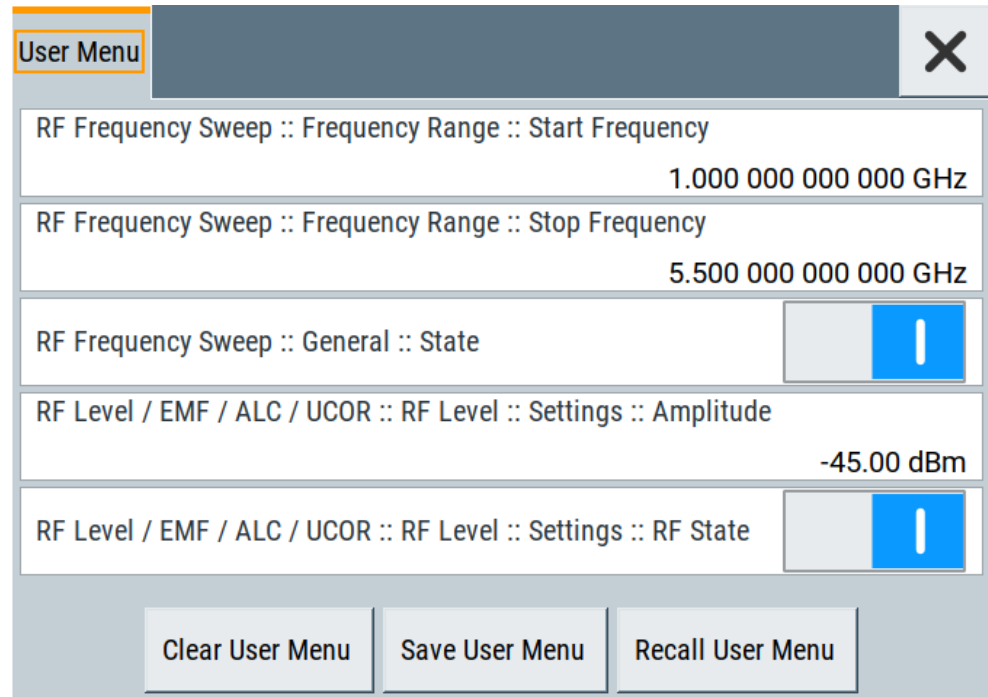 User Menu
RF Frequency Sweep :: Frequency Range :: Start Frequency
1.000 000 000 000 GHz
RF Frequency Sweep :: Frequency Range :: Stop Frequency
5.500 000 000 000 GHz
RF Frequency Sweep :: General :: State
RF Level / EMF / ALC / UCOR :: RF Level :: Settings :: Amplitude
-45.00 dBm
RF Level / EMF / ALC / UCOR :: RF Level :: Settings :: RF State
Clear User Menu Save User Menu Recall User Menu